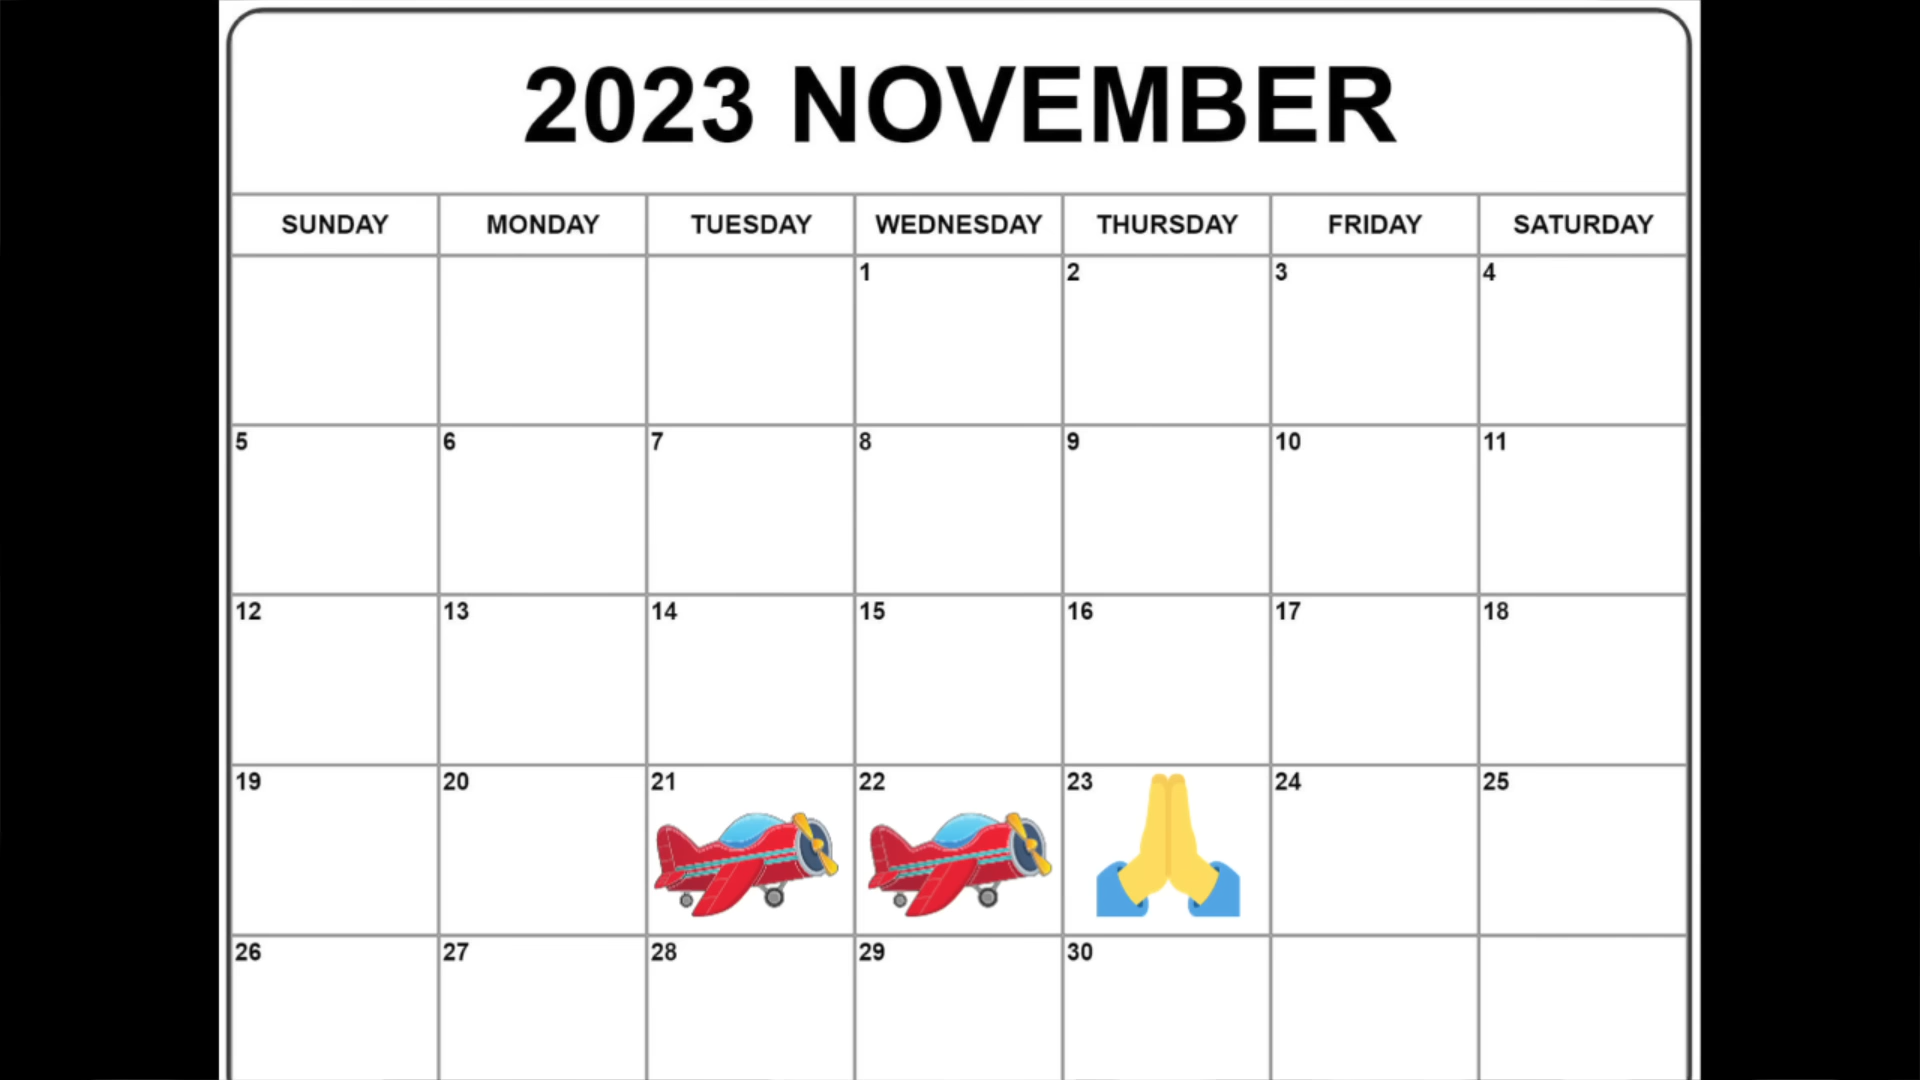 2023 NOVEMBER
SUNDAY MONDAY TUESDAY WEDNESDAY THURSDAY FRIDAY SATURDAY
1 2 3 4
5 6 7 8 9 10 11
12 13 14 15 16 17 18
19 20 21 22 23 24 25
26 27 28 29 30